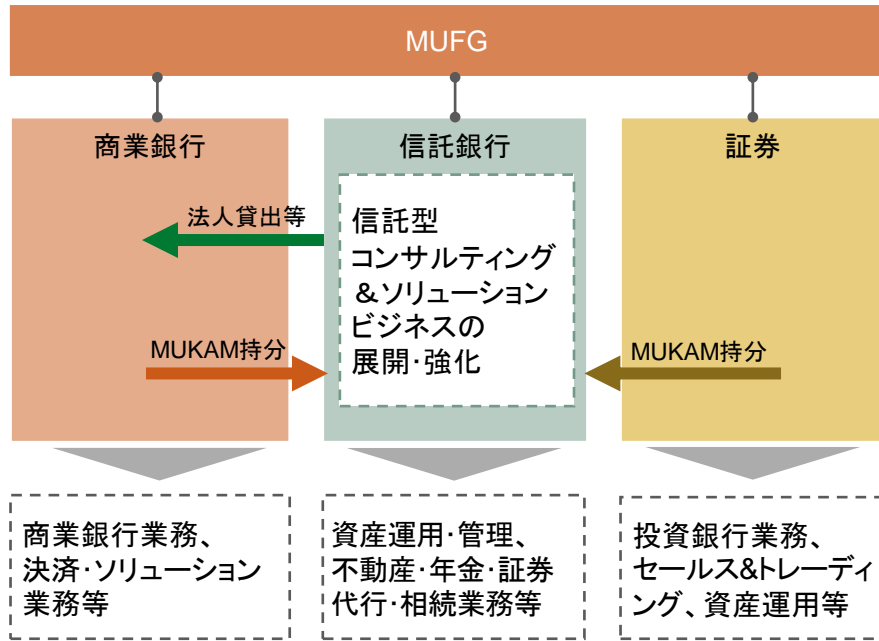 MUFG
商業銀行
信託銀行
証券
法人貸出等
信託型
コンサルティング
&ソリューション
ビジネスの
展開･強化
MUKAM持分
MUKAM持分
商業銀行業務、
決済･ソリューション
業務等
資産運用･管理、
不動産･年金･証券
代行･相続業務等
投資銀行業務、
セールス&トレーディ
ング、資産運用等